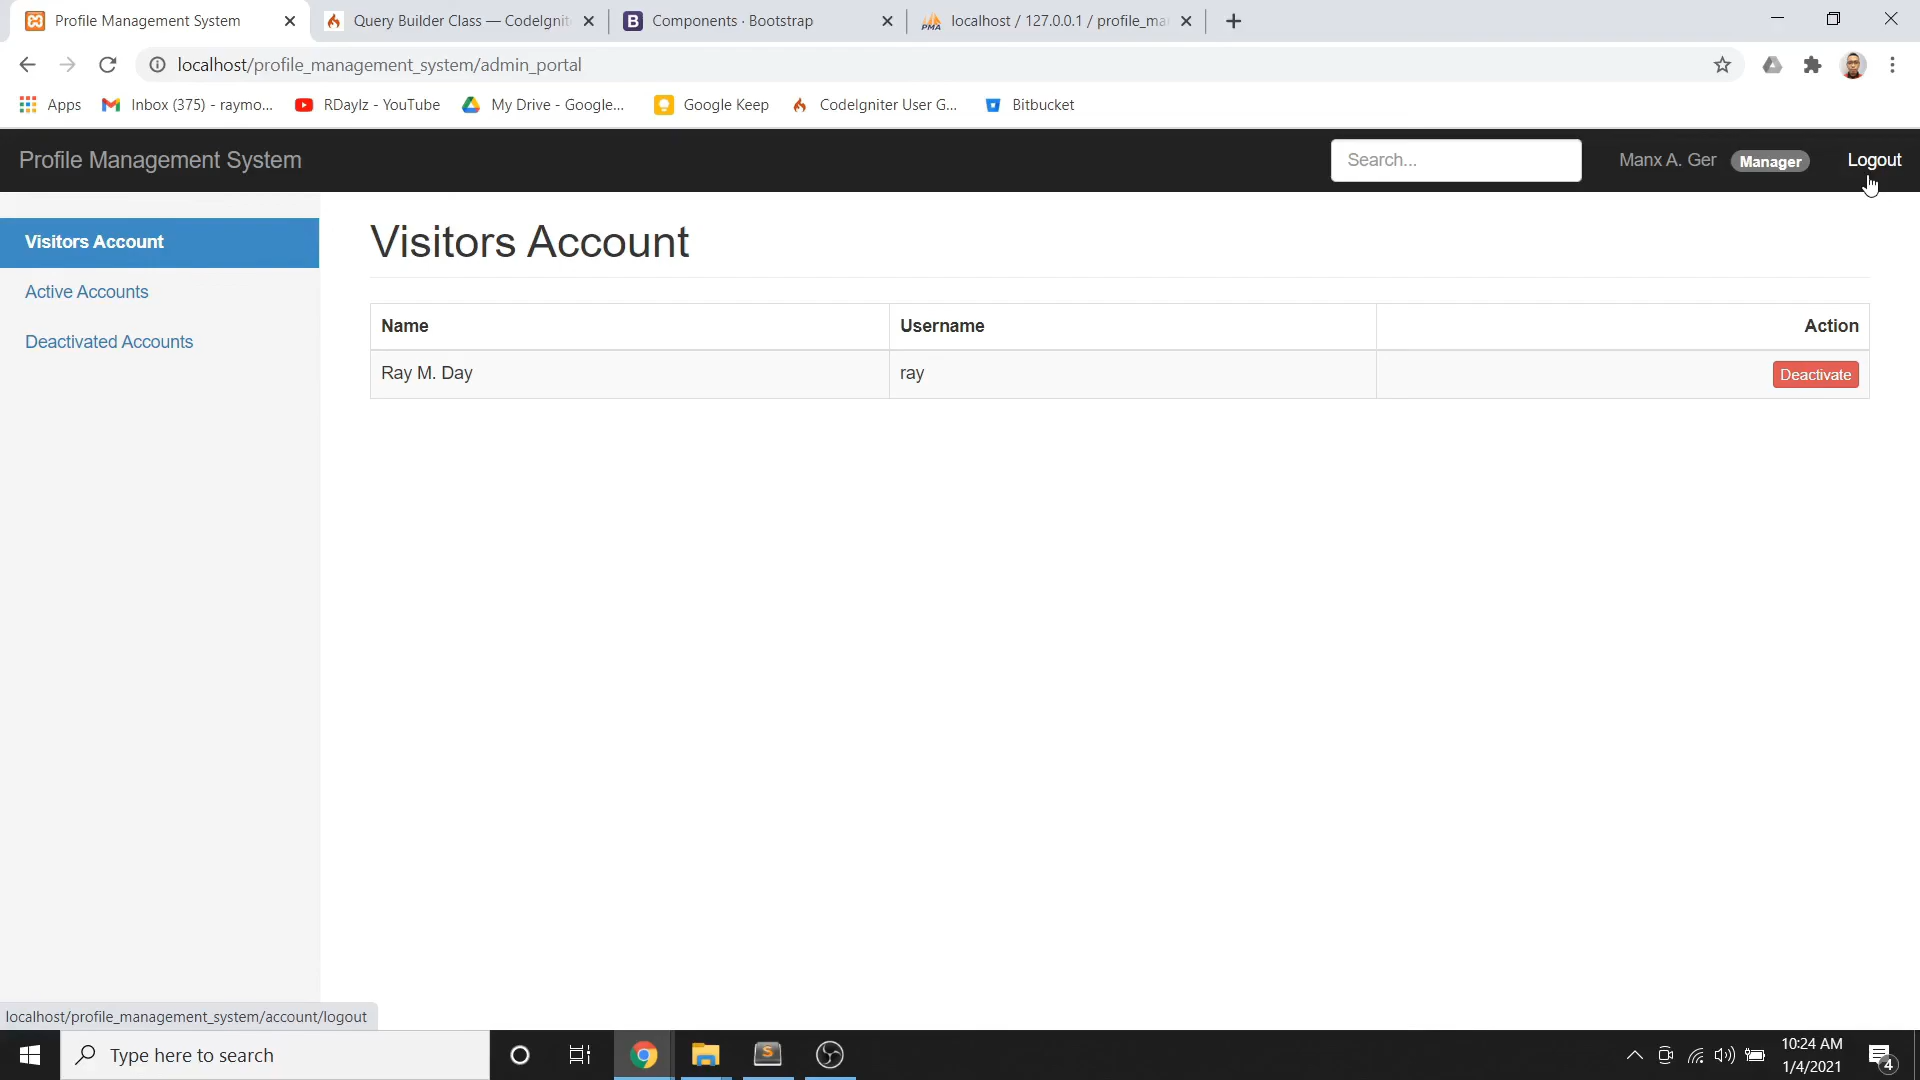 Profile Management System
Query Builder Class — CodeIgnit
Components · Bootstrap
localhost / 127.0.0.1 / profile_ma
localhost/profile_management_system/admin_portal
Apps
Inbox (375) - raymo...
RDaylz - YouTube
My Drive - Google...
Google Keep
CodeIgniter User G...
Bitbucket
Profile Management System
Search...
Manx A. Ger
Manager
Logout
Visitors Account
Active Accounts
Deactivated Accounts
Visitors Account
Name
Username
Action
Ray M. Day
ray
Deactivate
localhost/profile_management_system/account/logout
Type here to search
10:24 AM
1/4/2021
4